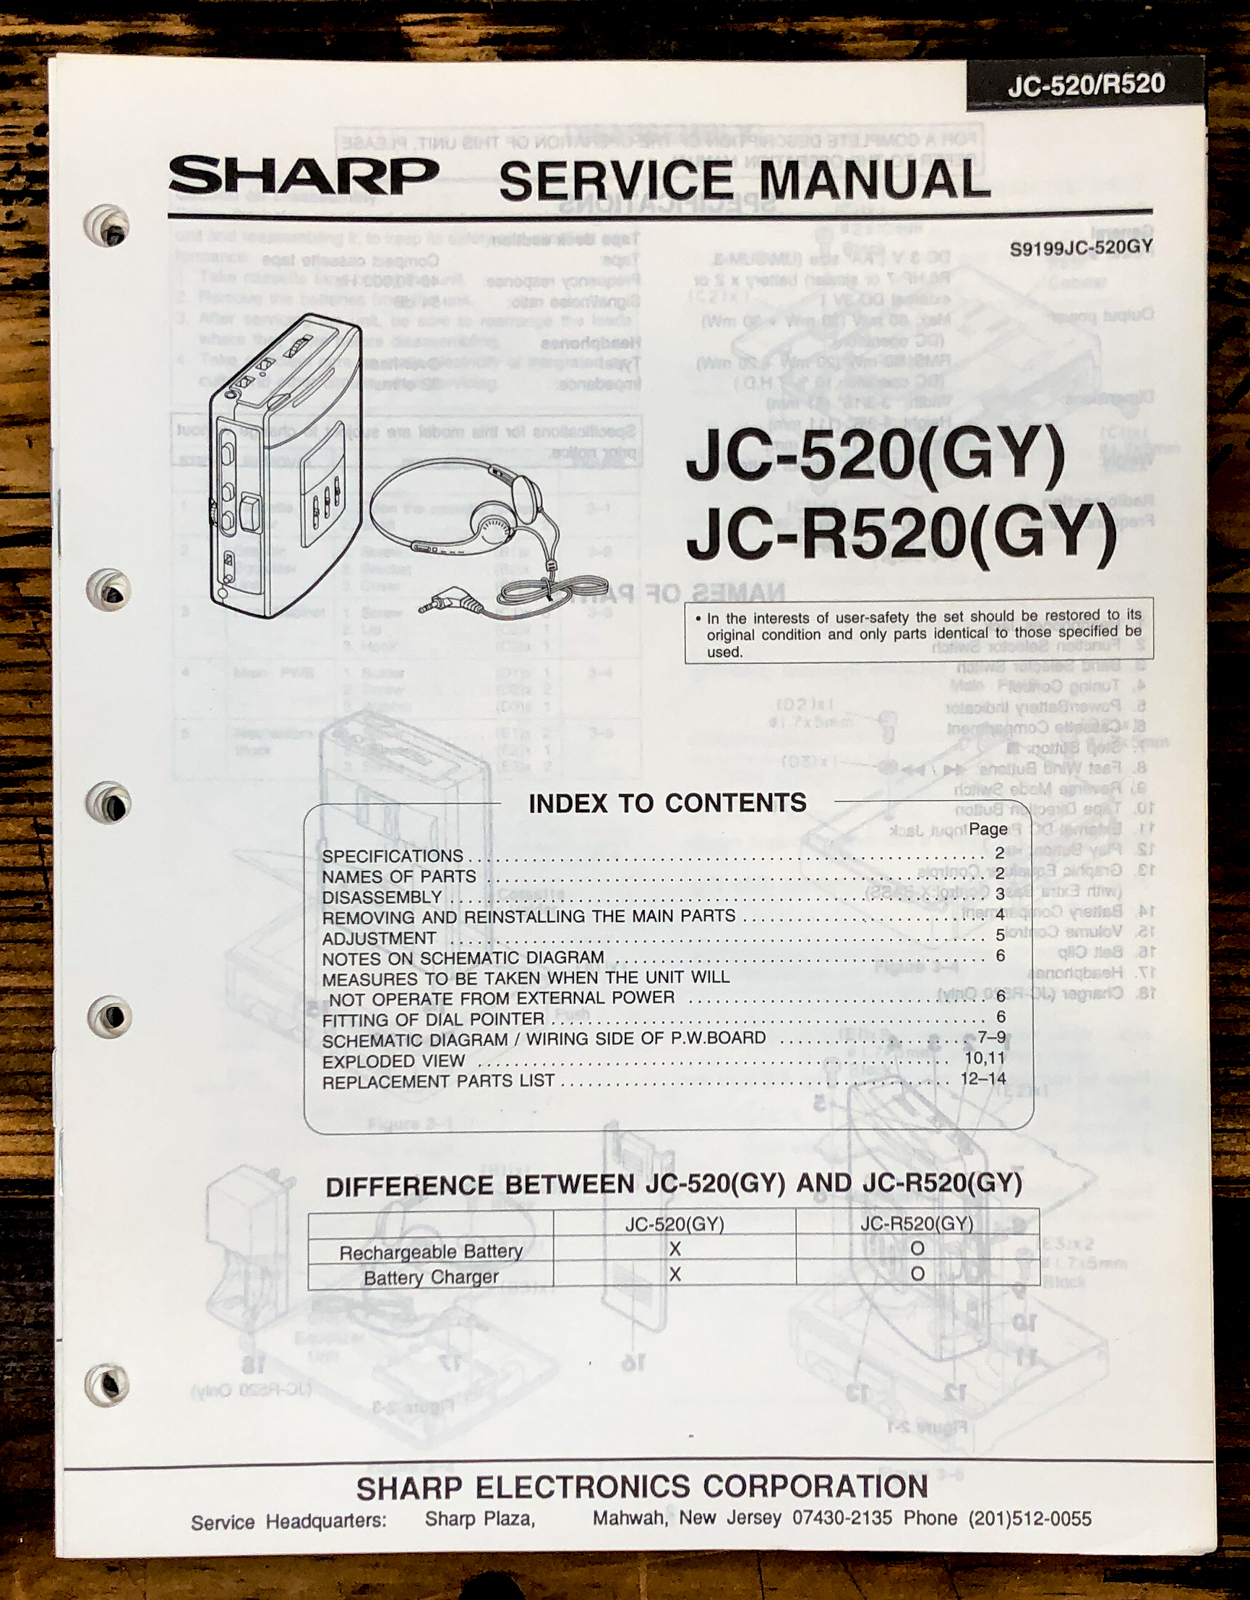 JC-520/R520
SHARP SERVICE MANUAL
S9199JC-520GY
JC-520(GY)
JC-R520(GY)
• In the interests of user-safety the set should be restored to its
original condition and only parts identical to those specified be
used.
INDEX TO CONTENTS
Page
SPECIFICATIONS 2
NAMES OF PARTS 2
DISASSEMBLY 3
REMOVING AND REINSTALLING THE MAIN PARTS 4
ADJUSTMENT 5
NOTES ON SCHEMATIC DIAGRAM 6
MEASURES TO BE TAKEN WHEN THE UNIT WILL
NOT OPERATE FROM EXTERNAL POWER 6
FITTING OF DIAL POINTER 6
SCHEMATIC DIAGRAM / WIRING SIDE OF P.W.BOARD 7–9
EXPLODED VIEW 10,11
REPLACEMENT PARTS LIST 12–14
DIFFERENCE BETWEEN JC-520(GY) AND JC-R520(GY)
JC-520(GY) JC-R520(GY)
Rechargeable Battery X O
Battery Charger X O
SHARP ELECTRONICS CORPORATION
Service Headquarters: Sharp Plaza, Mahwah, New Jersey 07430-2135 Phone (201)512-0055